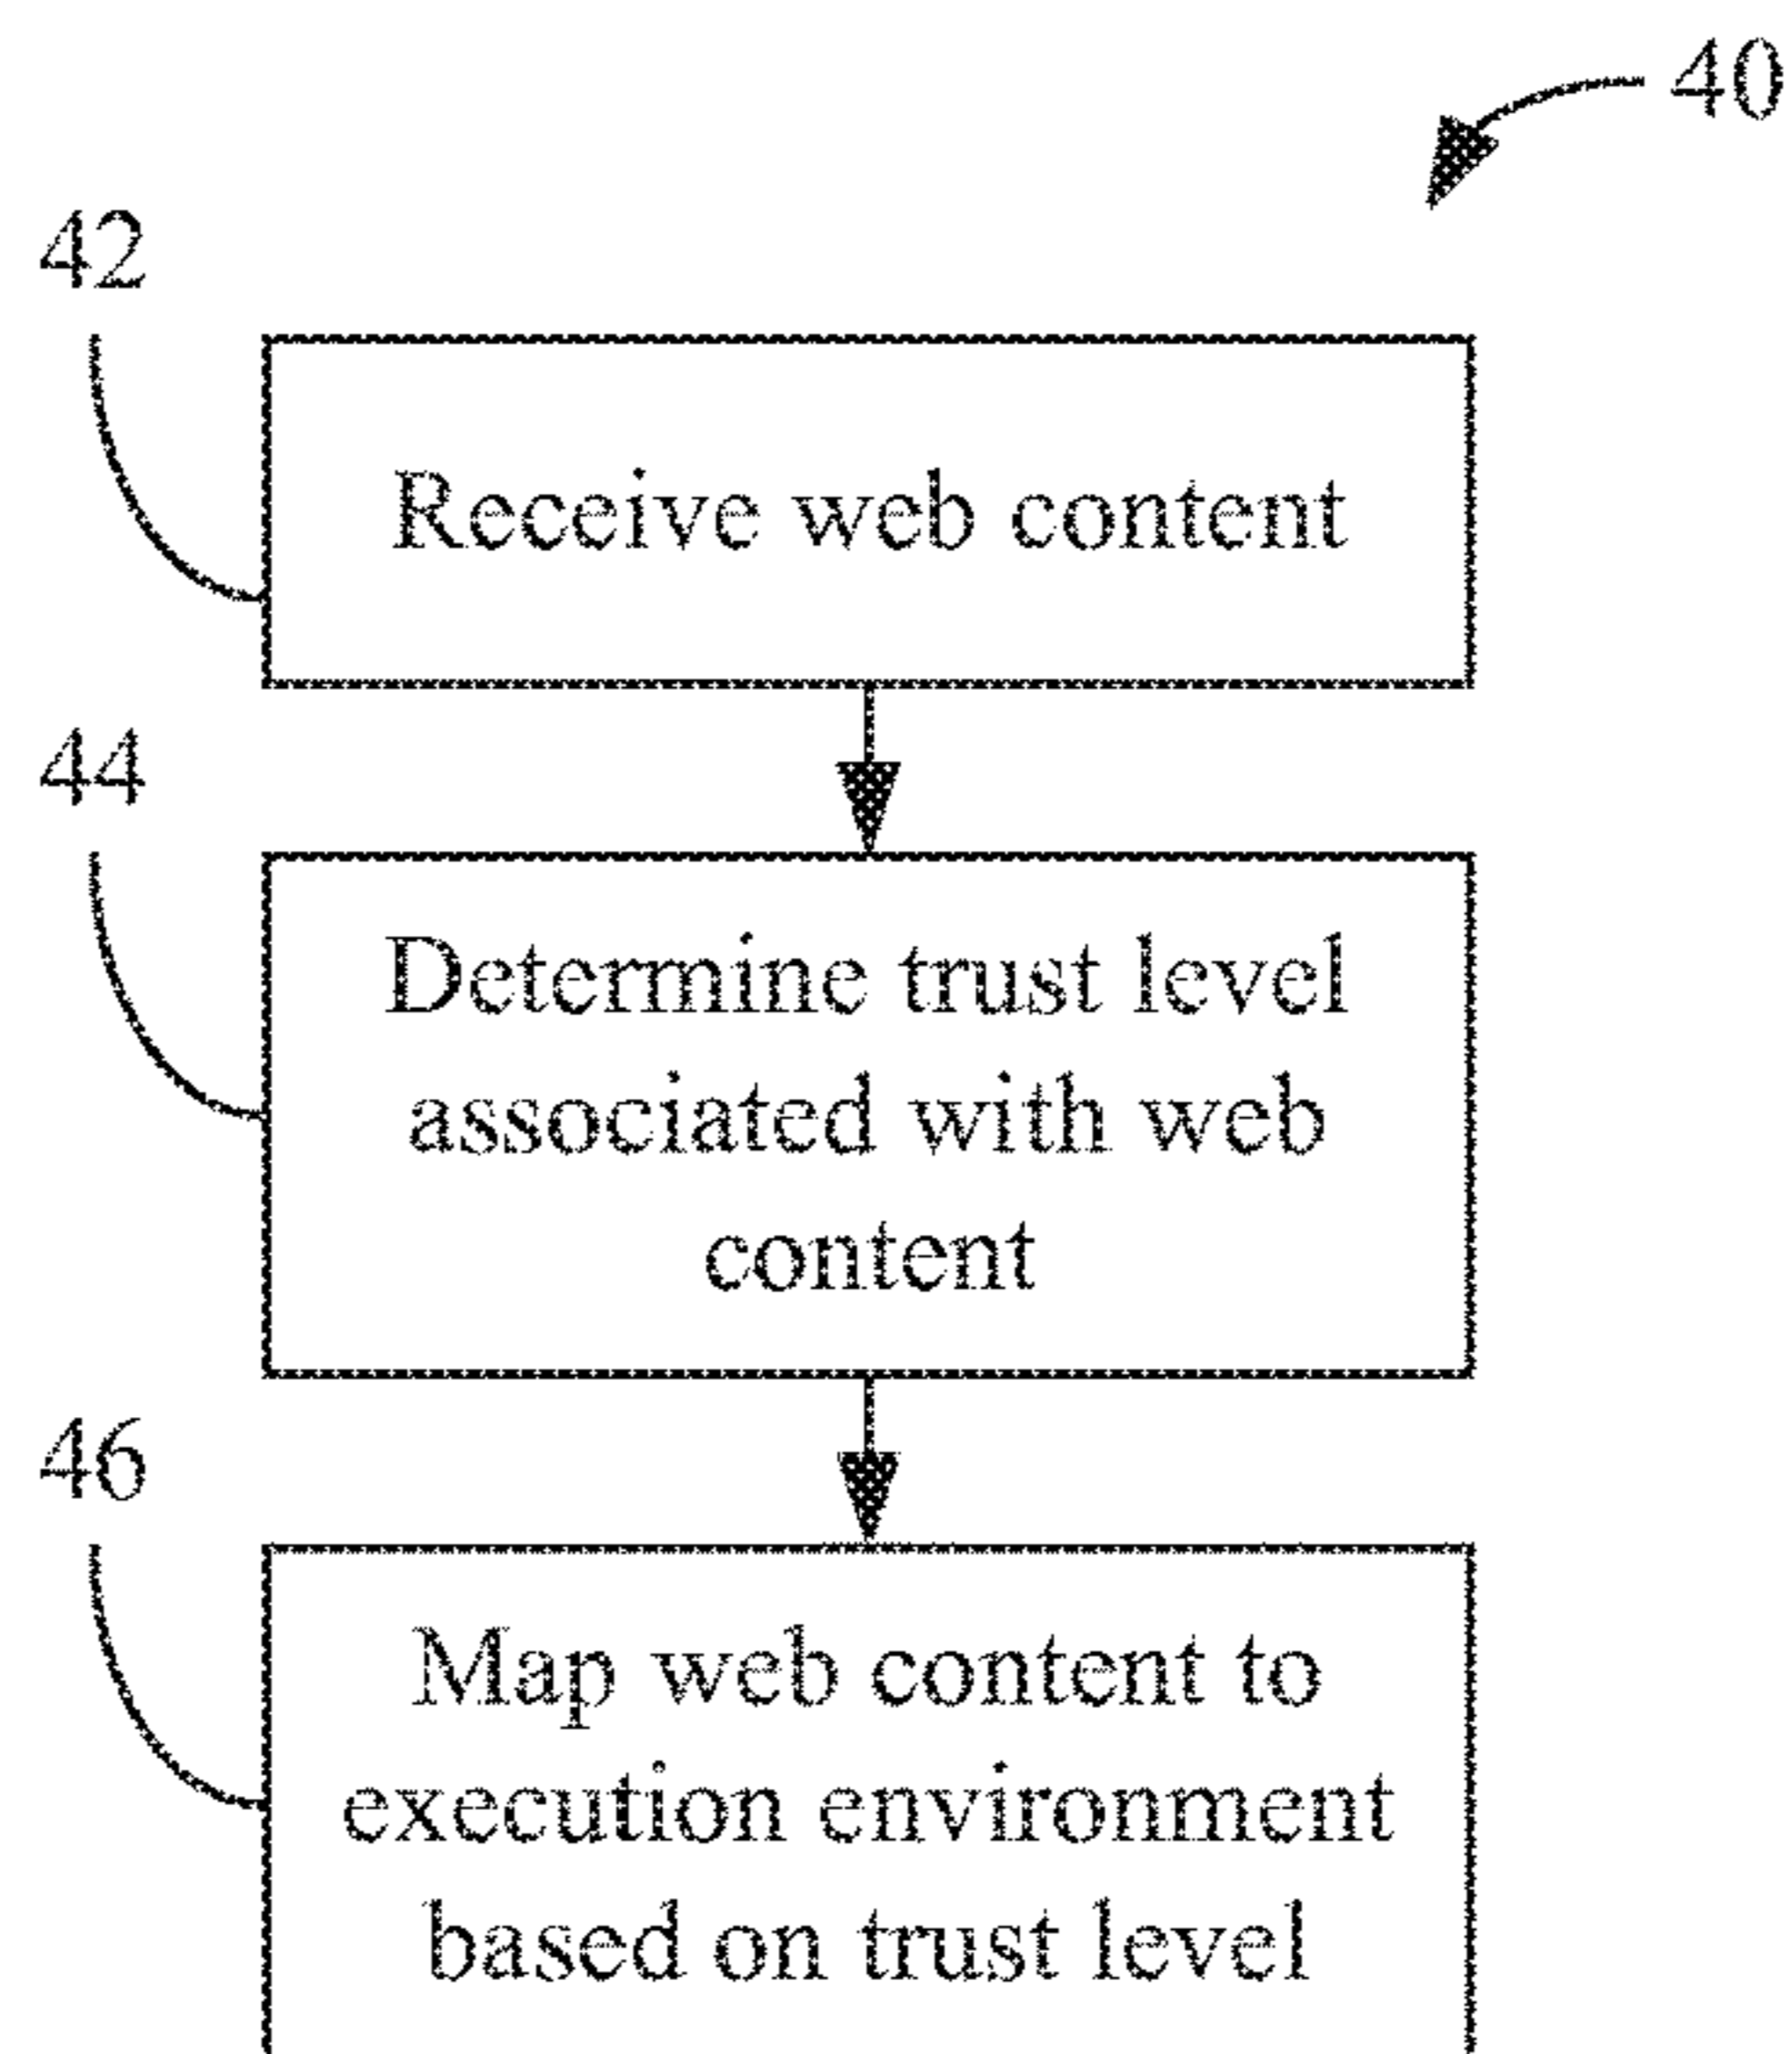 40
42
Receive web content
44
Determine trust level
associated with web
content
46
Map web content to
execution environment
based on trust level